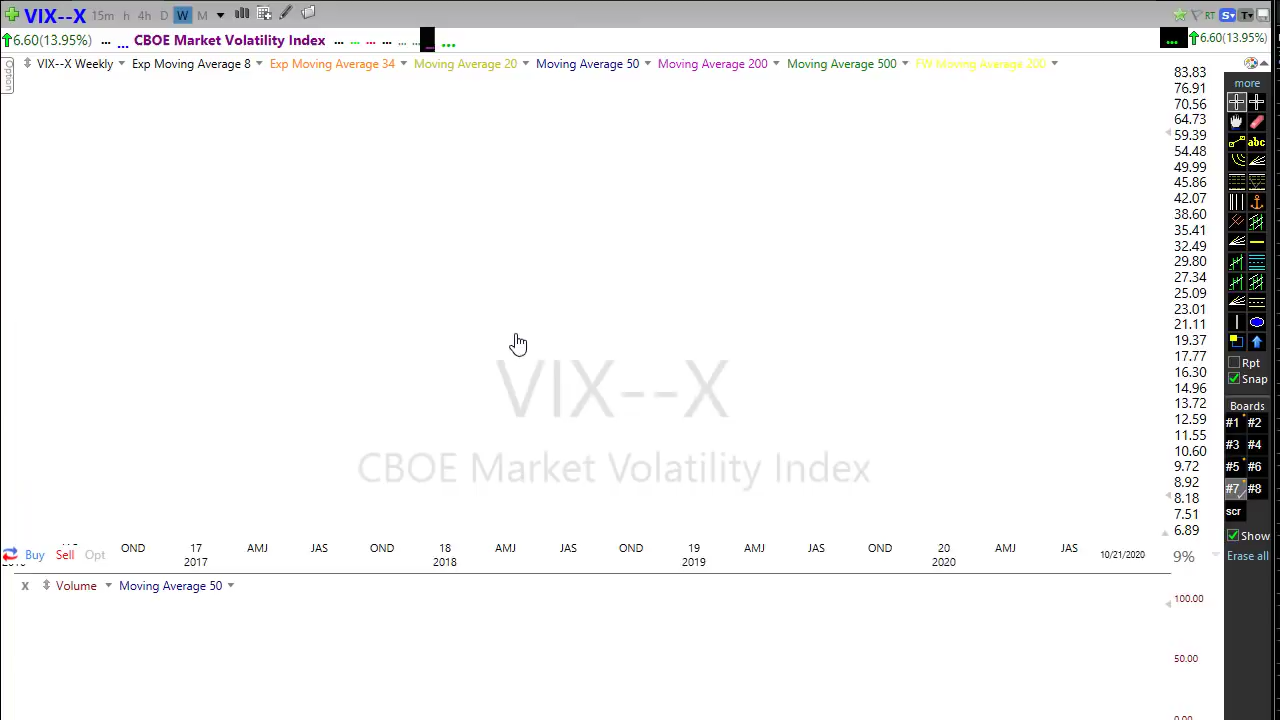 VIX--X 15m h 4h D W M S T
6.60(13.95%) ... ... CBOE Market Volatility Index ... ... ... ... ... ... ... ... 6.60(13.95%)
RT
Option
VIX--X Weekly Exp Moving Average 8 Exp Moving Average 34 Moving Average 20 Moving Average 50 Moving Average 200 Moving Average 500 FW Moving Average 200
83.83
76.91
70.56
64.73
59.39
54.48
49.99
45.86
42.07
38.60
35.41
32.49
29.80
27.34
25.09
23.01
21.11
19.37
17.77
16.30
14.96
13.72
12.59
11.55
10.60
9.72
8.92
8.18
7.51
6.89
VIX--X
CBOE Market Volatility Index
OND 17 AMJ JAS OND 18 AMJ JAS OND 19 AMJ JAS OND 20 AMJ JAS 10/21/2020 9%
2017 2018 2019 2020
Buy Sell Opt
x Volume Moving Average 50
100.00
50.00
0.00
more
abc
Rpt
Snap
Boards
#1 #2
#3 #4
#5 #6
#7 #8
scr
Show
Erase all